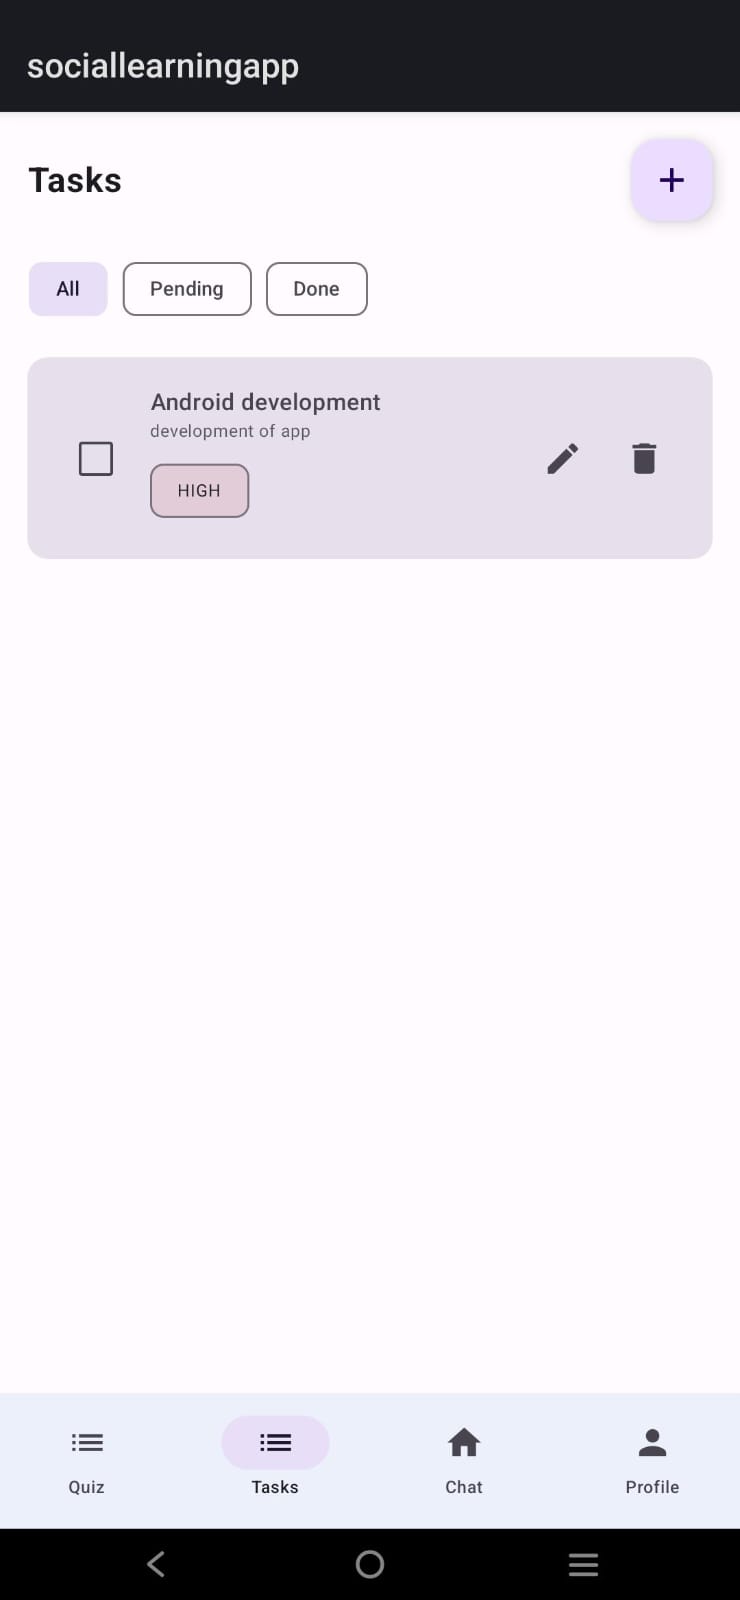 sociallearningapp
Tasks
All
Pending
Done
Android development
development of app
HIGH
Quiz
Tasks
Chat
Profile